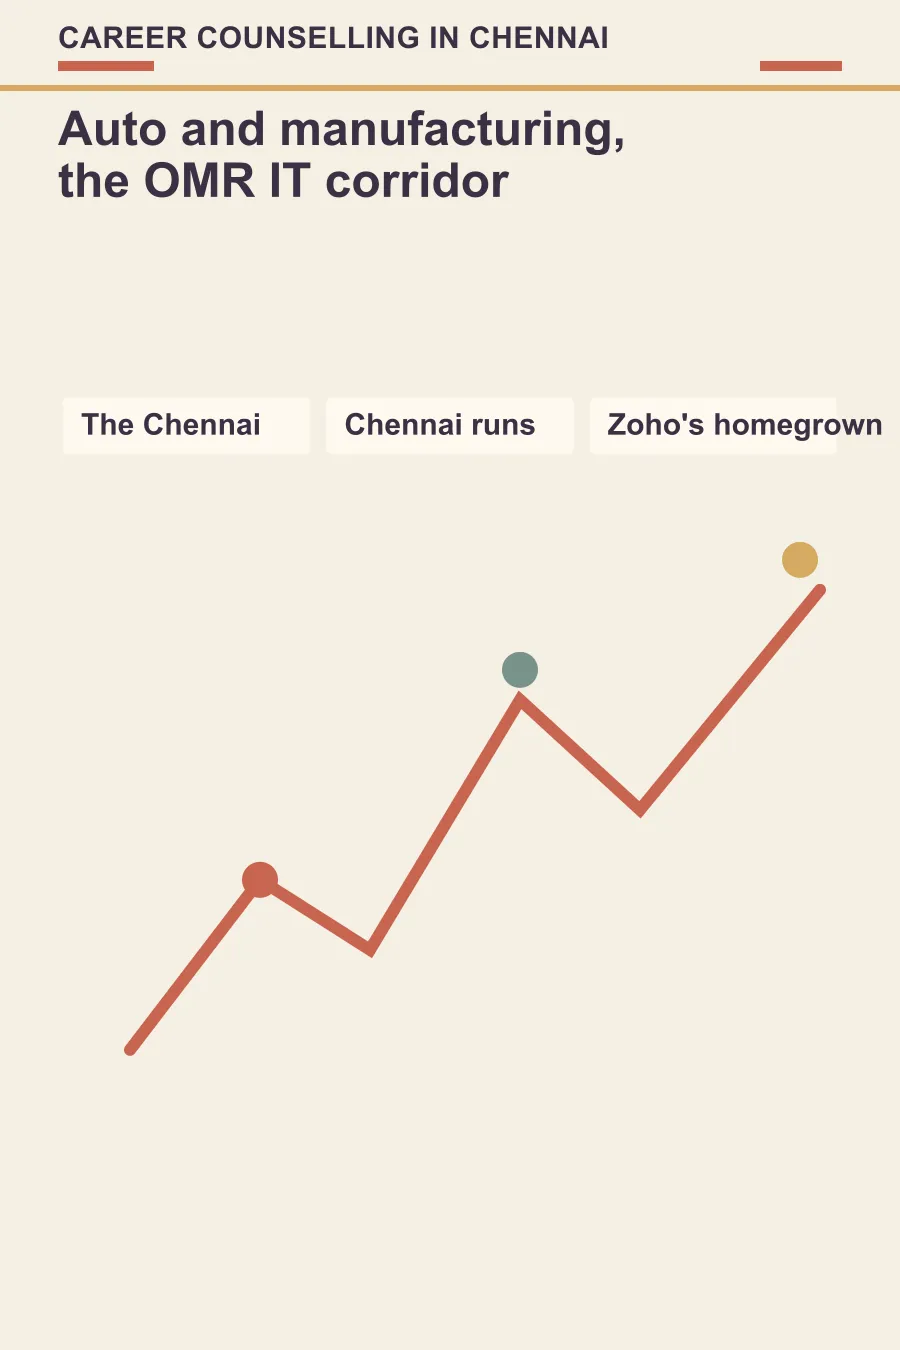 CAREER COUNSELLING IN CHENNAI
Auto and manufacturing,
the OMR IT corridor
The Chennai
Chennai runs
Zoho's homegrown